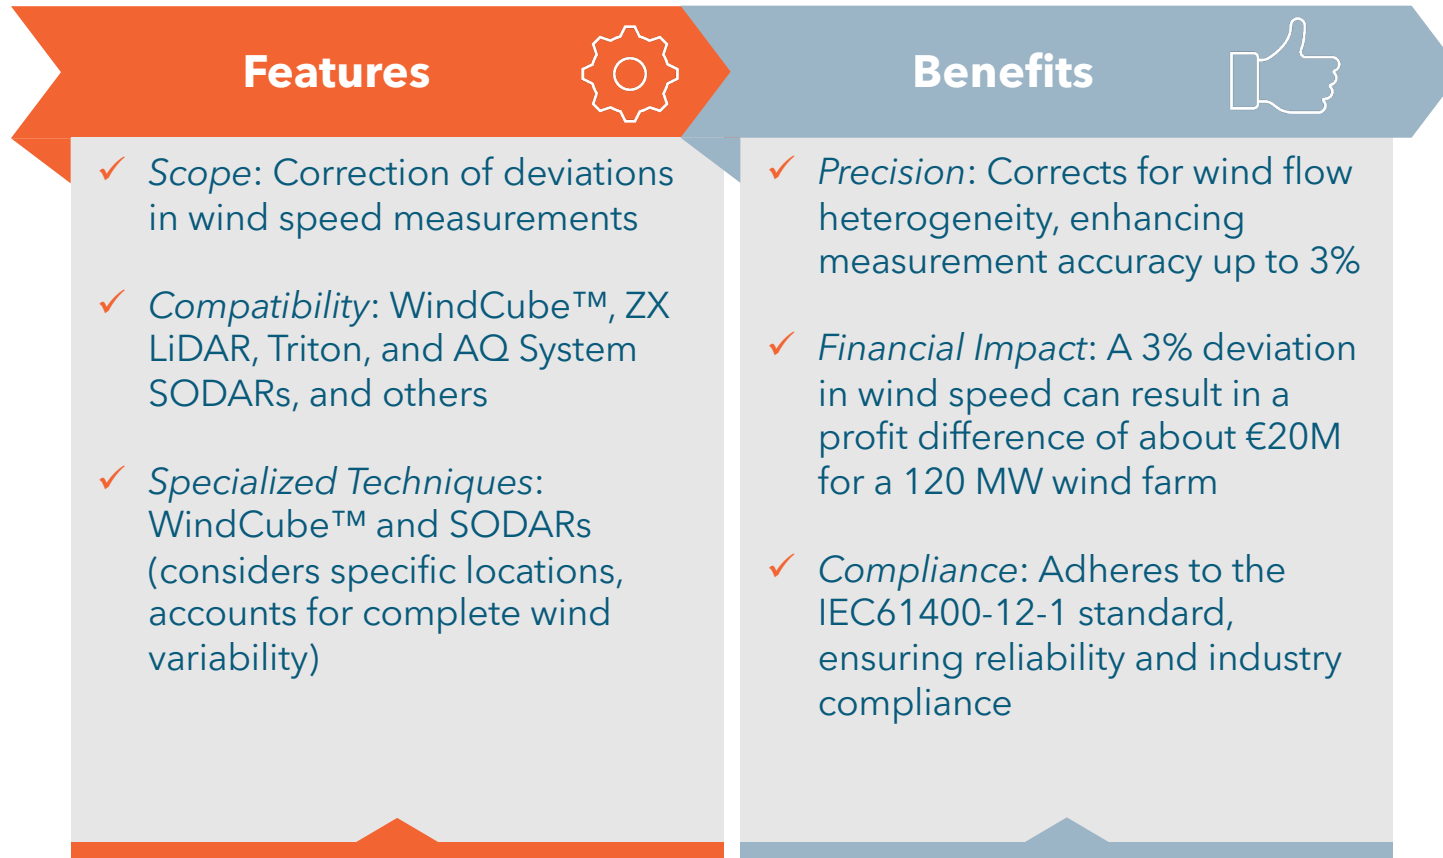 Features
✓ Scope: Correction of deviations
in wind speed measurements
✓ Compatibility: WindCube™, ZX
LiDAR, Triton, and AQ System
SODARs, and others
✓ Specialized Techniques:
WindCube™ and SODARs
(considers specific locations,
accounts for complete wind
variability)
Benefits
✓ Precision: Corrects for wind flow
heterogeneity, enhancing
measurement accuracy up to 3%
✓ Financial Impact: A 3% deviation
in wind speed can result in a
profit difference of about €20M
for a 120 MW wind farm
✓ Compliance: Adheres to the
IEC61400-12-1 standard,
ensuring reliability and industry
compliance